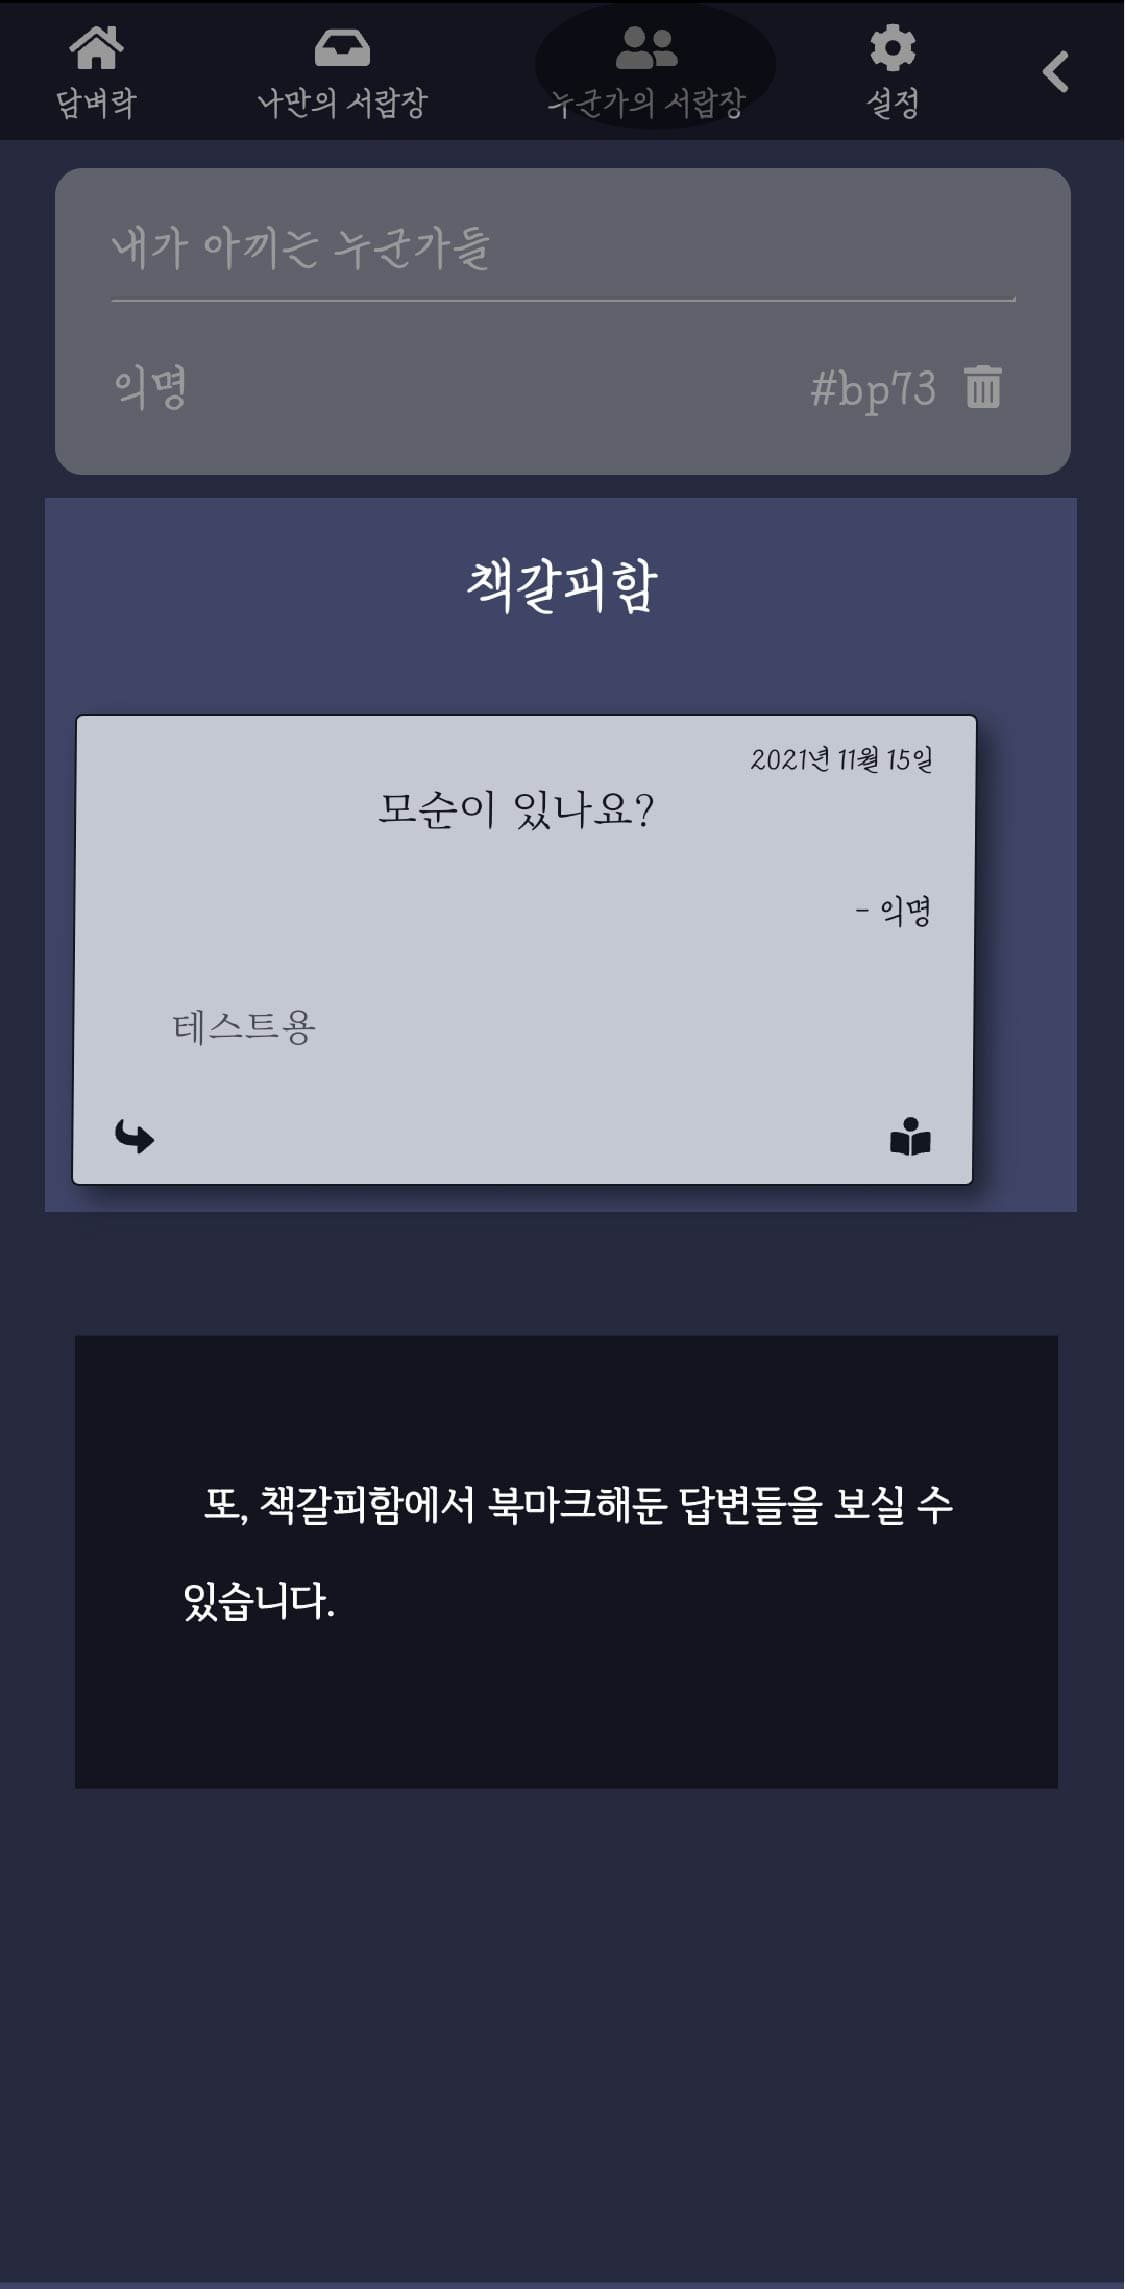 담벼락
나만의 서랍장
누군가의 서랍장
설정
내가 아끼는 누군가들
익명 #bp73
책갈피함
2021년 11월 15일
모순이 있나요?
- 익명
테스트용
또, 책갈피함에서 북마크해둔 답변들을 보실 수
있습니다.